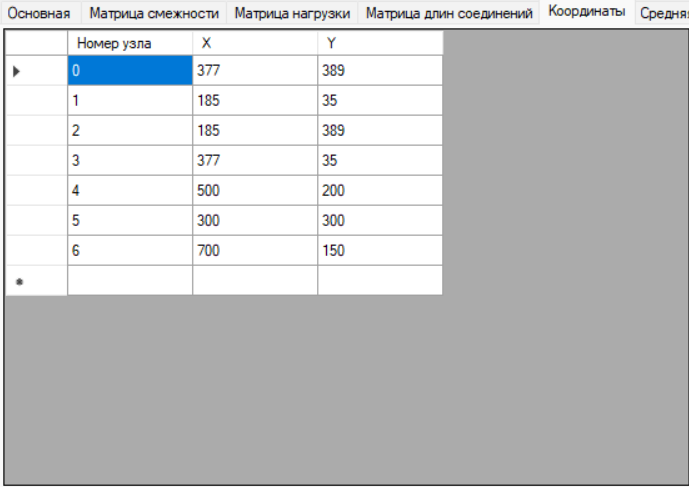 Основная Матрица смежности Матрица нагрузки Матрица длин соединений Координаты Средняя
Номер узла X Y
0 377 389
1 185 35
2 185 389
3 377 35
4 500 200
5 300 300
6 700 150